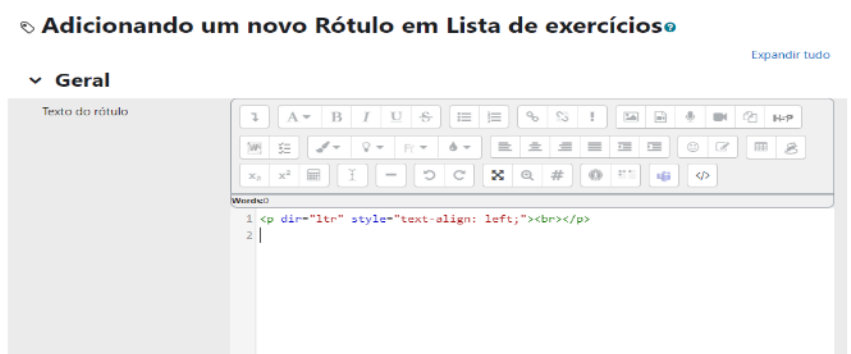 Adicionando um novo Rótulo em Lista de exercícios
Expandir tudo
Geral
Texto do rótulo
A B I U S H-P
Words:0
1 <p dir="ltr" style="text-align: left;"><br></p>
2